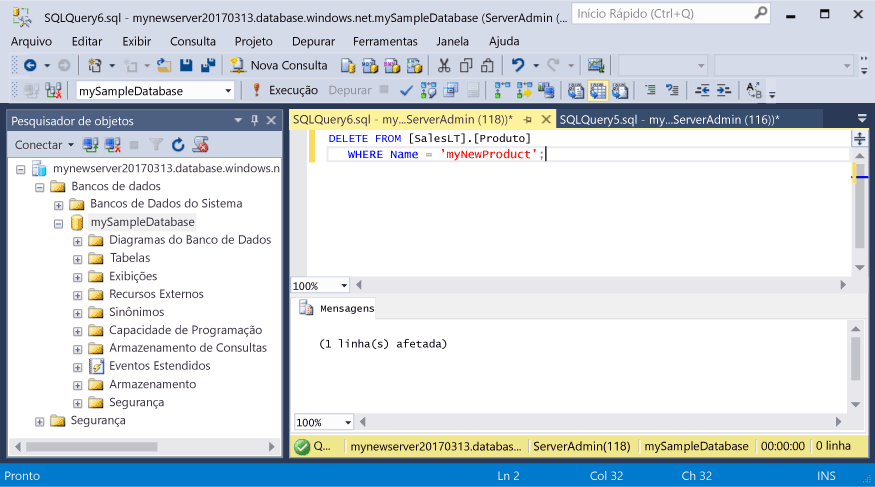 SQLQuery6.sql - mynewserver20170313.database.windows.net.mySampleDatabase (ServerAdmin (...
Início Rápido (Ctrl+Q)
Arquivo Editar Exibir Consulta Projeto Depurar Ferramentas Janela Ajuda
Nova Consulta
mySampleDatabase
Execução Depurar
Pesquisador de objetos
Conectar
mynewserver20170313.database.windows.n
Bancos de dados
Bancos de Dados do Sistema
mySampleDatabase
Diagramas do Banco de Dados
Tabelas
Exibições
Recursos Externos
Sinônimos
Capacidade de Programação
Armazenamento de Consultas
Eventos Estendidos
Armazenamento
Segurança
Segurança
SQLQuery6.sql - my...ServerAdmin (118))*
SQLQuery5.sql - my...ServerAdmin (116))*
DELETE FROM [SalesLT].[Produto]
WHERE Name = 'myNewProduct';
100%
Mensagens
(1 linha(s) afetada)
100%
Q... mynewserver20170313.databas... ServerAdmin(118) mySampleDatabase 00:00:00 0 linha
Pronto Ln 2 Col 32 Ch 32 INS